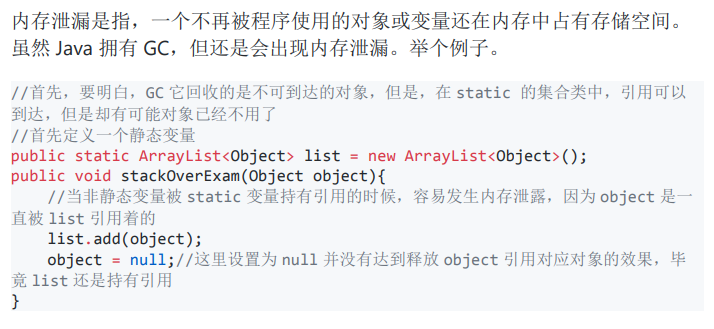 内存泄漏是指，一个不再被程序使用的对象或变量还在内存中占有存储空间。
虽然 Java 拥有 GC，但还是会出现内存泄漏。举个例子。
//首先，要明白，GC 它回收的是不可到达的对象，但是，在 static 的集合类中，引用可以
到达，但是却有可能对象已经不用了
//首先定义一个静态变量
public static ArrayList<Object> list = new ArrayList<Object>();
public void stackOverExam(Object object){
    //当非静态变量被 static 变量持有引用的时候，容易发生内存泄露，因为 object 是一
直被 list 引用着的
    list.add(object);
    object = null;//这里设置为 null 并没有达到释放 object 引用对应对象的效果，毕
竟 list 还是持有引用
}